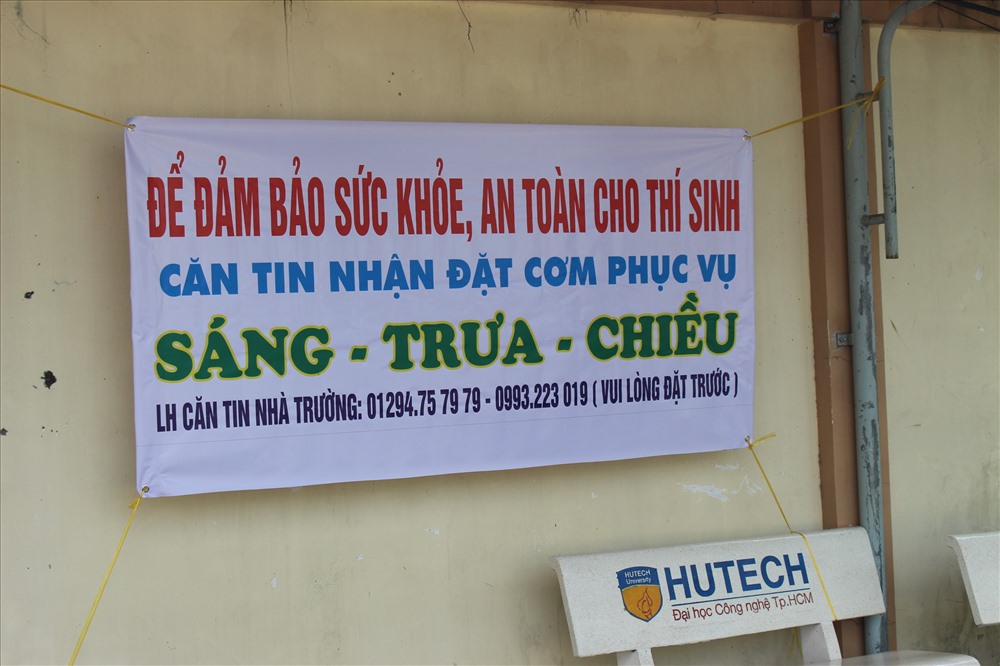 ĐỂ ĐẢM BẢO SỨC KHỎE, AN TOÀN CHO THÍ SINH
CĂN TIN NHẬN ĐẶT CƠM PHỤC VỤ
SÁNG - TRƯA - CHIỀU
LH CĂN TIN NHÀ TRƯỜNG: 01294.75 79 79 - 0993.223 019 ( VUI LÒNG ĐẶT TRƯỚC )
HUTECH
University
HUTECH
Đại học Công nghệ Tp.HCM